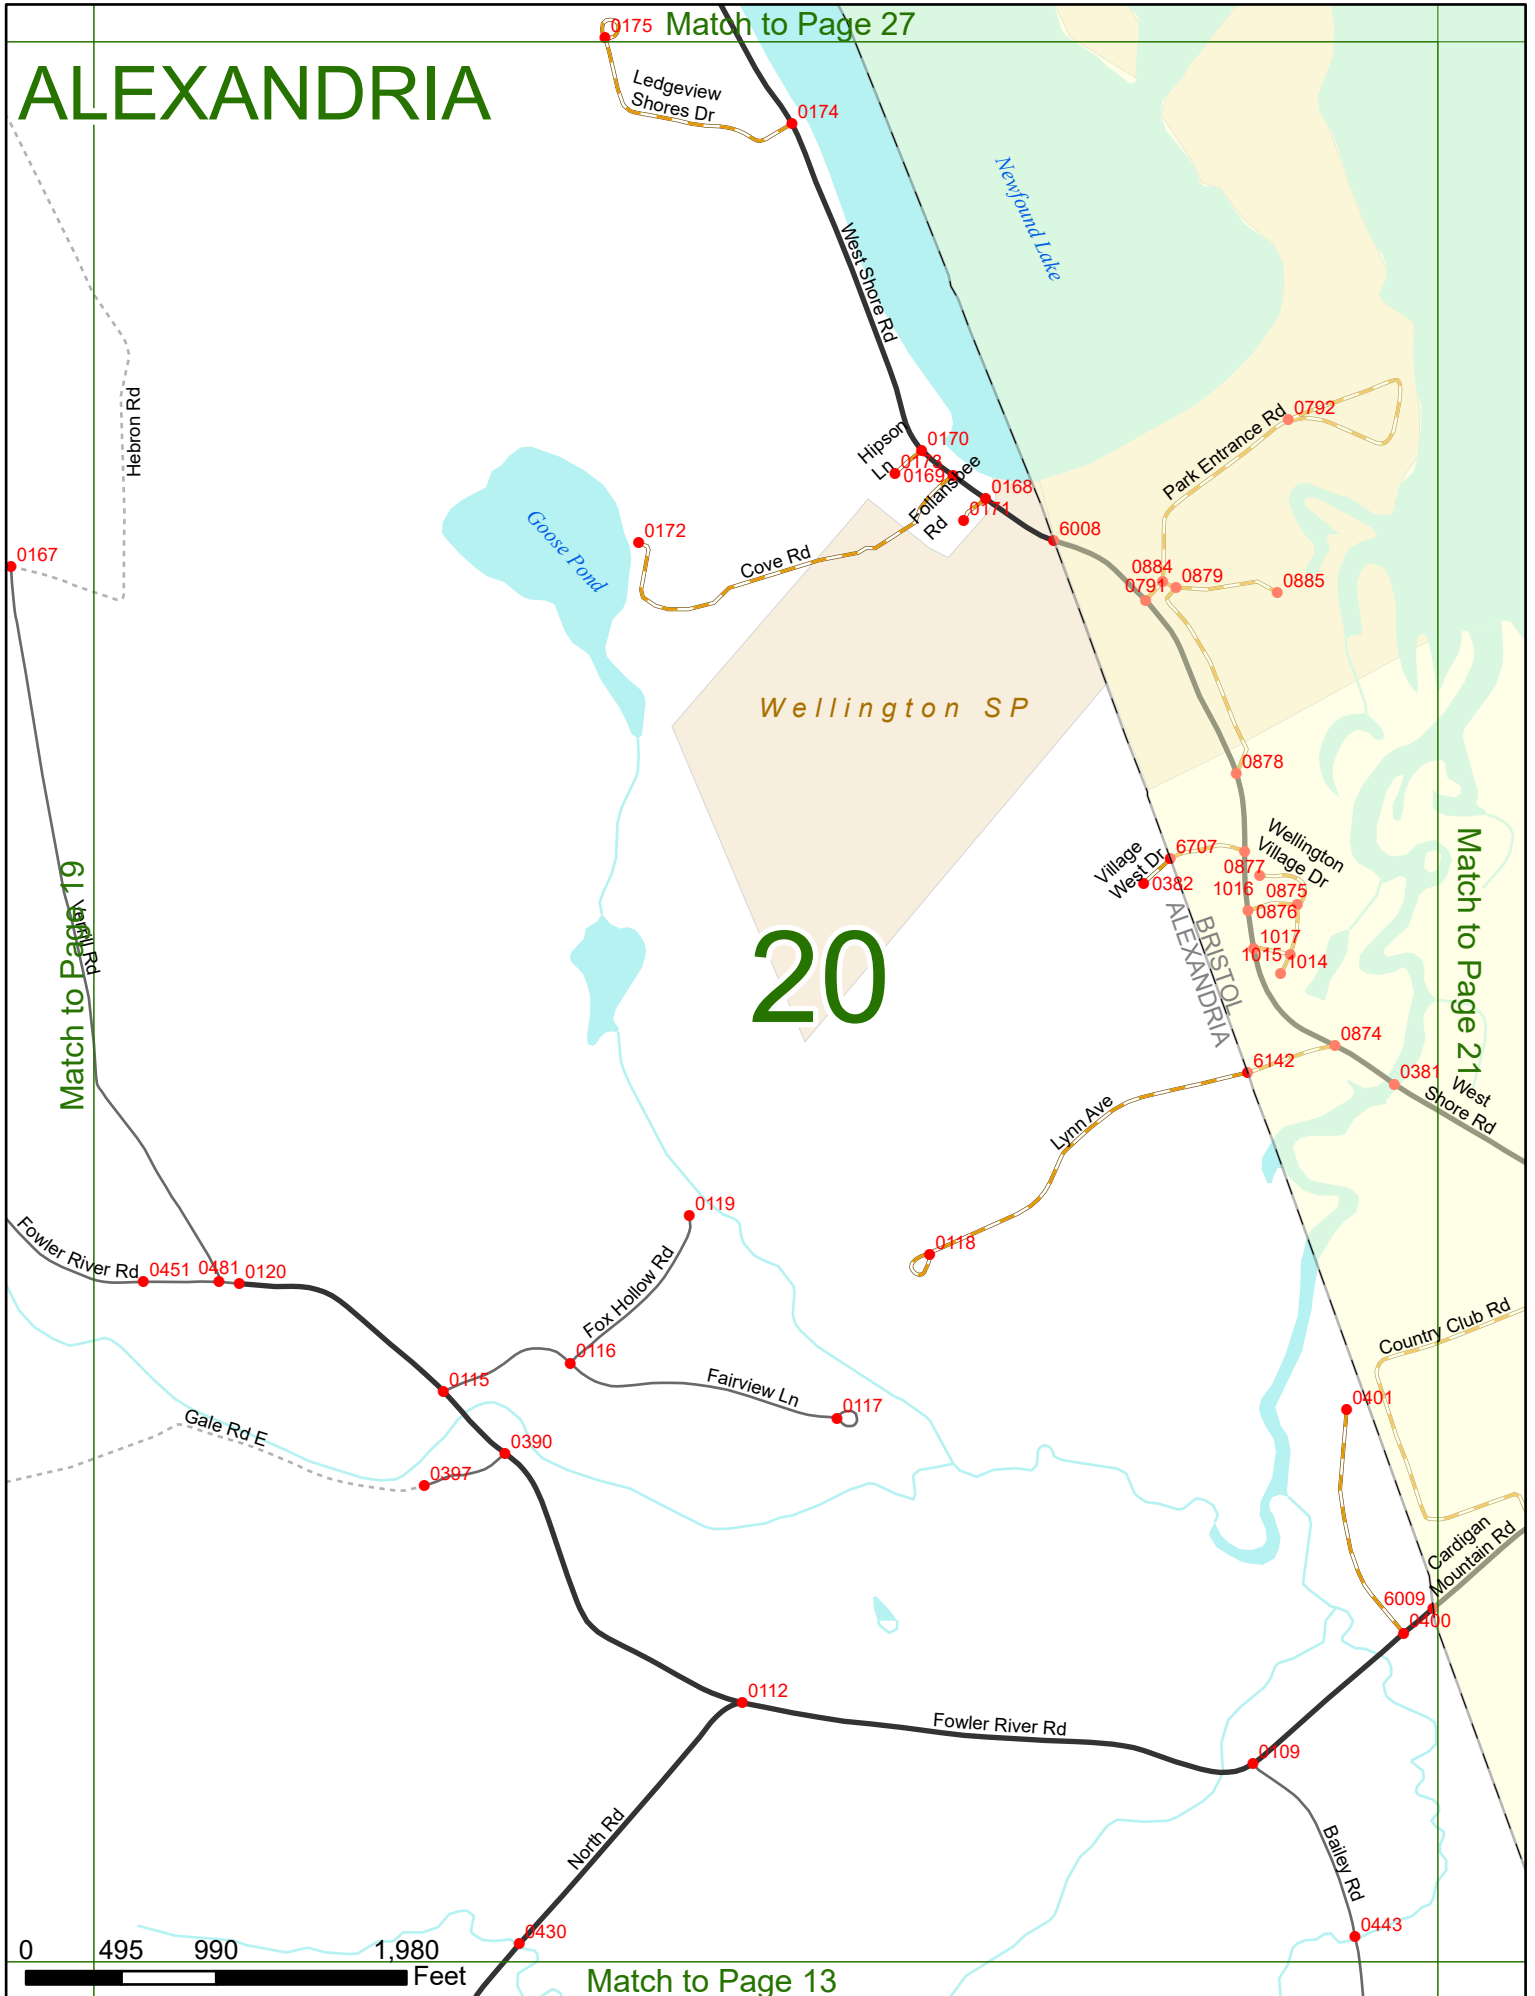 Match to Page 27
0175
ALEXANDRIA
Ledgeview
Shores Dr
0174
Newfound Lake
West Shore Rd
Hebron Rd
0792
Park Entrance Rd
Hipson
Ln
0170
0173
0169
Follansbee
Rd
0168
0171
Goose Pond
0172
Cove Rd
6008
0167
0884
0879
0885
0791
Wellington SP
0878
Village
West Dr
6707
0382
Wellington
Village Dr
0877
1016
0875
0876
1017
1015
1014
Match to Page 19
Verrill Rd
20
BRISTOL
ALEXANDRIA
Match to Page 21
0874
6142
0381
West
Shore Rd
Lynn Ave
0119
0118
Fowler River Rd
0451
0481
0120
Fox Hollow Rd
Country Club Rd
0116
0115
Fairview Ln
0117
0401
Gale Rd E
0390
0397
Cardigan
Mountain Rd
6009
0400
0112
Fowler River Rd
0109
North Rd
Bailey Rd
0430
0443
0 495 990 1,980
Feet
Match to Page 13